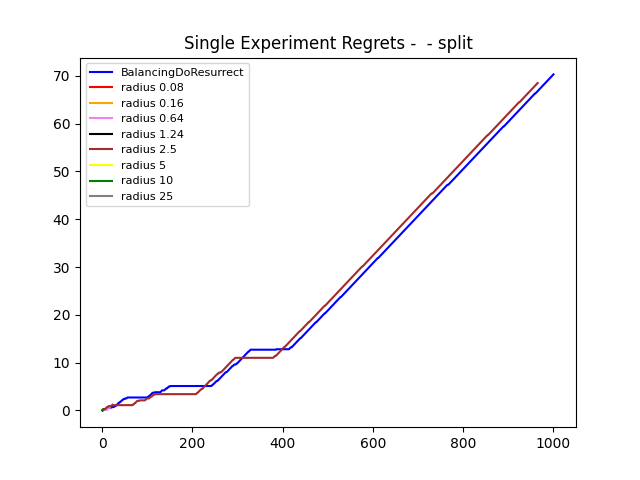 Single Experiment Regrets -  - split
BalancingDoResurrect
radius 0.08
radius 0.16
radius 0.64
radius 1.24
radius 2.5
radius 5
radius 10
radius 25
70
60
50
40
30
20
10
0
0 200 400 600 800 1000